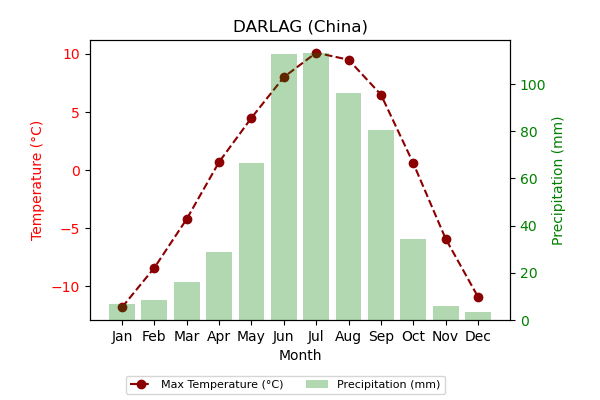 DARLAG (China)
Temperature (°C)
10
5
0
−5
−10
Precipitation (mm)
100
80
60
40
20
0
Jan Feb Mar Apr May Jun Jul Aug Sep Oct Nov Dec
Month
Max Temperature (°C) Precipitation (mm)